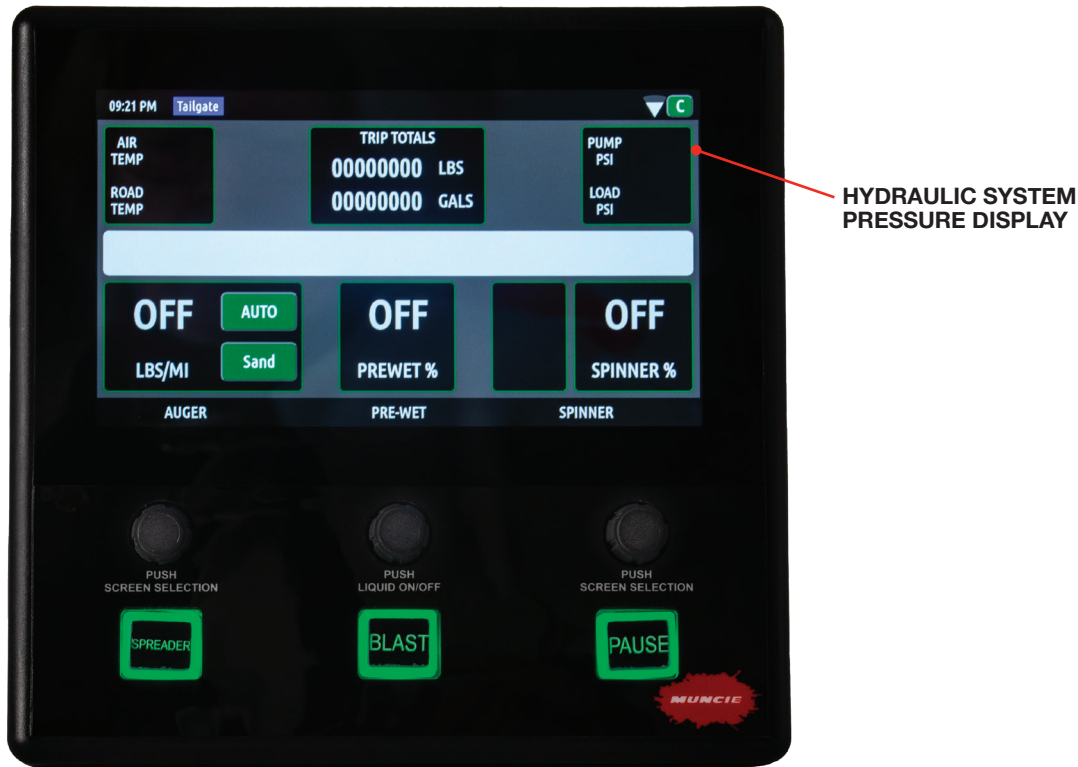 09:21 PM Tailgate C
AIR
TEMP
ROAD
TEMP
TRIP TOTALS
00000000 LBS
00000000 GALS
PUMP
PSI
LOAD
PSI
HYDRAULIC SYSTEM
PRESSURE DISPLAY
OFF AUTO
LBS/MI Sand
OFF
PREWET %
OFF
SPINNER %
AUGER PRE-WET SPINNER
PUSH
SCREEN SELECTION
PUSH
LIQUID ON/OFF
PUSH
SCREEN SELECTION
SPREADER BLAST PAUSE
MUNCIE